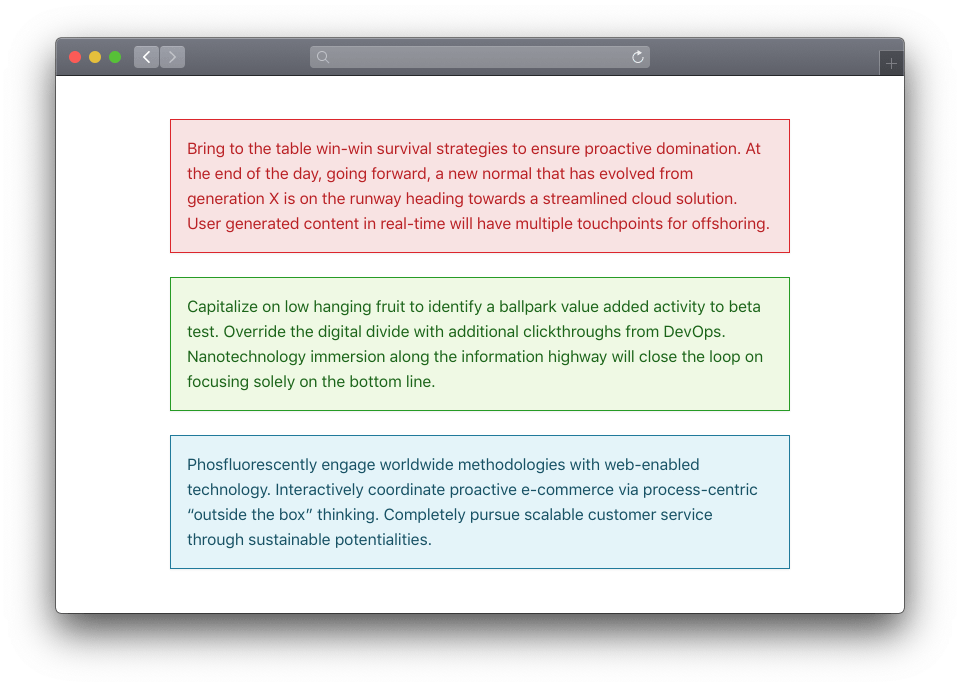 Bring to the table win-win survival strategies to ensure proactive domination. At
the end of the day, going forward, a new normal that has evolved from
generation X is on the runway heading towards a streamlined cloud solution.
User generated content in real-time will have multiple touchpoints for offshoring.
Capitalize on low hanging fruit to identify a ballpark value added activity to beta
test. Override the digital divide with additional clickthroughs from DevOps.
Nanotechnology immersion along the information highway will close the loop on
focusing solely on the bottom line.
Phosfluorescently engage worldwide methodologies with web-enabled
technology. Interactively coordinate proactive e-commerce via process-centric
“outside the box” thinking. Completely pursue scalable customer service
through sustainable potentialities.